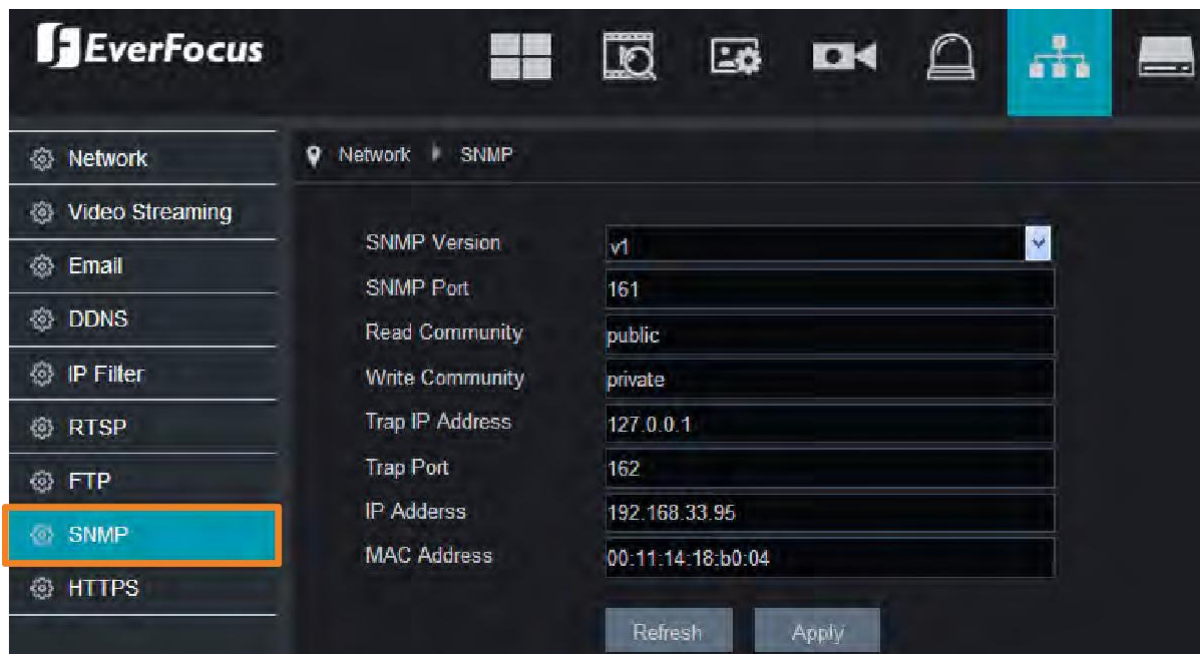 EverFocus
Network
Video Streaming
Email
DDNS
IP Filter
RTSP
FTP
SNMP
HTTPS
Network SNMP
SNMP Version v1
SNMP Port 161
Read Community public
Write Community private
Trap IP Address 127.0.0.1
Trap Port 162
IP Adderss 192.168.33.95
MAC Address 00:11:14:18:b0:04
Refresh Apply